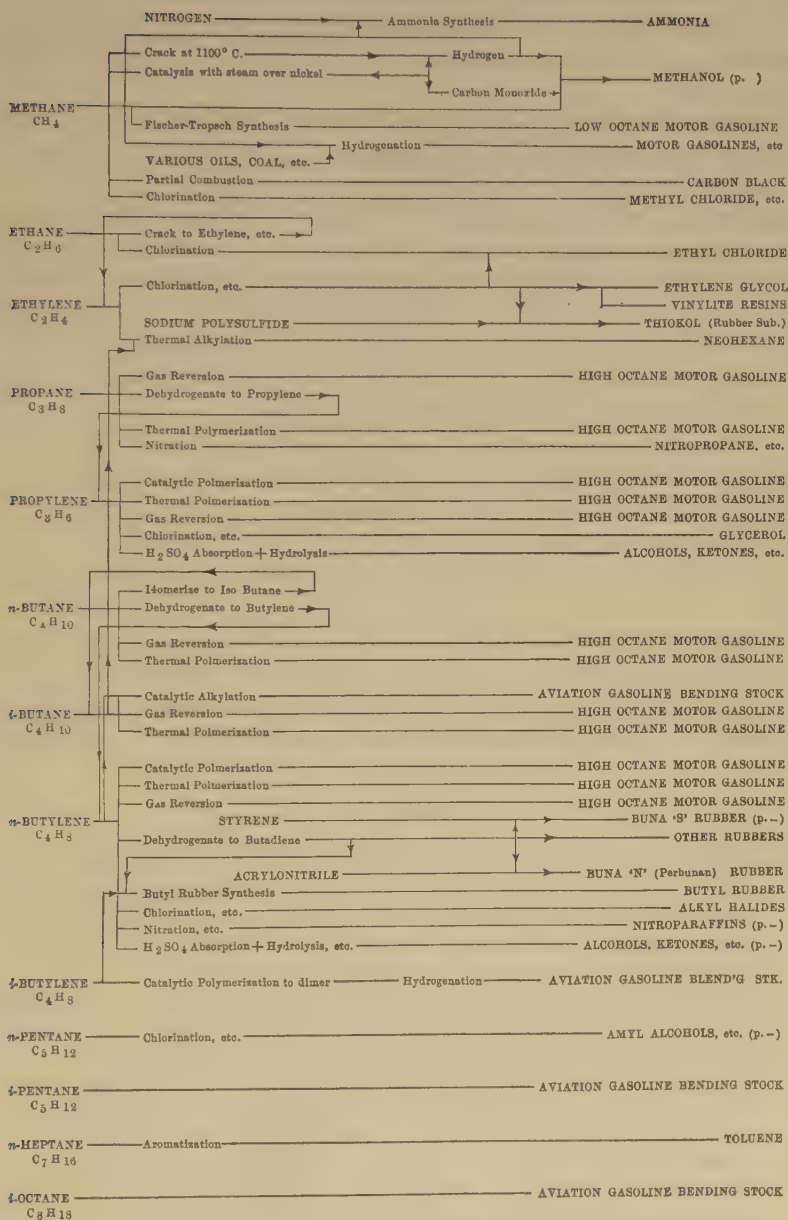 NITROGEN Ammonia Synthesis AMMONIA
Crack at 1100° C. Hydrogen
Catalysis with steam over nickel
METHANOL (p. )
Carbon Monoxide
METHANE
CH4
Fischer-Tropsch Synthesis LOW OCTANE MOTOR GASOLINE
Hydrogenation MOTOR GASOLINES, etc
VARIOUS OILS, COAL, etc.
Partial Combustion CARBON BLACK
Chlorination METHYL CHLORIDE, etc.
ETHANE Crack to Ethylene, etc.
C2H6
Chlorination ETHYL CHLORIDE
Chlorination, etc. ETHYLENE GLYCOL
ETHYLENE VINYLITE RESINS
C2H4
SODIUM POLYSULFIDE THIOKOL (Rubber Sub.)
Thermal Alkylation NEOHEXANE
Gas Reversion HIGH OCTANE MOTOR GASOLINE
PROPANE Dehydrogenate to Propylene
C3H8
Thermal Polymerization HIGH OCTANE MOTOR GASOLINE
Nitration NITROPROPANE, etc.
Catalytic Polmerization HIGH OCTANE MOTOR GASOLINE
PROPYLENE Thermal Polmerization HIGH OCTANE MOTOR GASOLINE
C3H6
Gas Reversion HIGH OCTANE MOTOR GASOLINE
Chlorination, etc. GLYCEROL
H2SO4 Absorption+Hydrolysis ALCOHOLS, KETONES, etc.
Isomerize to Iso Butane
n-BUTANE Dehydrogenate to Butylene
C4H10
Gas Reversion HIGH OCTANE MOTOR GASOLINE
Thermal Polmerization HIGH OCTANE MOTOR GASOLINE
Catalytic Alkylation AVIATION GASOLINE BENDING STOCK
i-BUTANE Gas Reversion HIGH OCTANE MOTOR GASOLINE
C4H10
Thermal Polmerization HIGH OCTANE MOTOR GASOLINE
Catalytic Polmerization HIGH OCTANE MOTOR GASOLINE
Thermal Polmerization HIGH OCTANE MOTOR GASOLINE
Gas Reversion HIGH OCTANE MOTOR GASOLINE
n-BUTYLENE STYRENE BUNA 'S' RUBBER (p.-)
C4H8
Dehydrogenate to Butadiene OTHER RUBBERS
ACRYLONITRILE BUNA 'N' (Perbunan) RUBBER
Butyl Rubber Synthesis BUTYL RUBBER
Chlorination, etc. ALKYL HALIDES
Nitration, etc. NITROPARAFFINS (p.-)
H2SO4 Absorption+Hydrolysis, etc. ALCOHOLS, KETONES, etc. (p.-)
i-BUTYLENE Catalytic Polymerization to dimer Hydrogenation AVIATION GASOLINE BLEND'G STK.
C4H8
n-PENTANE Chlorination, etc. AMYL ALCOHOLS, etc. (p.-)
C5H12
i-PENTANE AVIATION GASOLINE BENDING STOCK
C5H12
n-HEPTANE Aromatization TOLUENE
C7H16
i-OCTANE AVIATION GASOLINE BENDING STOCK
C8H18